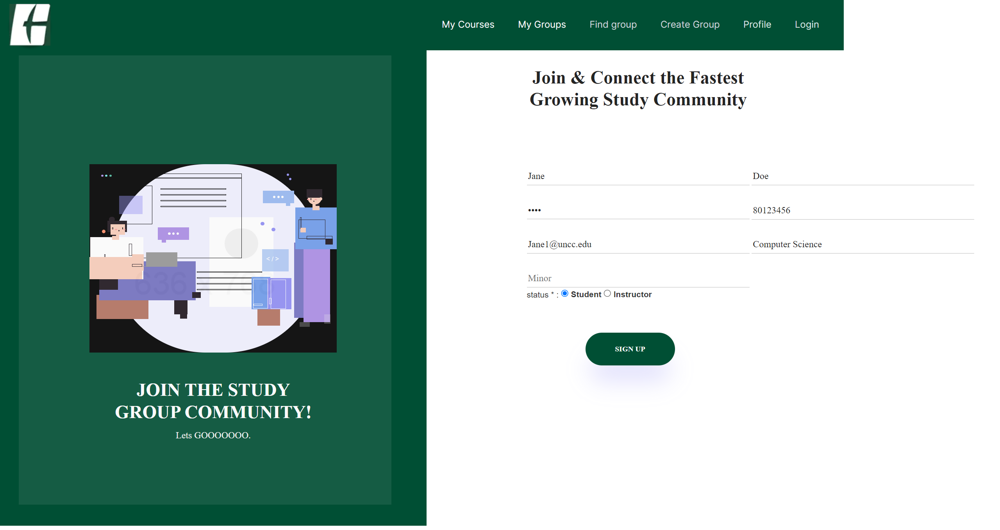 My Courses My Groups Find group Create Group Profile Login
Join & Connect the Fastest
Growing Study Community
Jane Doe
•••• 80123456
Jane1@uncc.edu Computer Science
Minor
status * : Student Instructor
SIGN UP
</>
636 x 768
JOIN THE STUDY
GROUP COMMUNITY!
Lets GOOOOOOO.